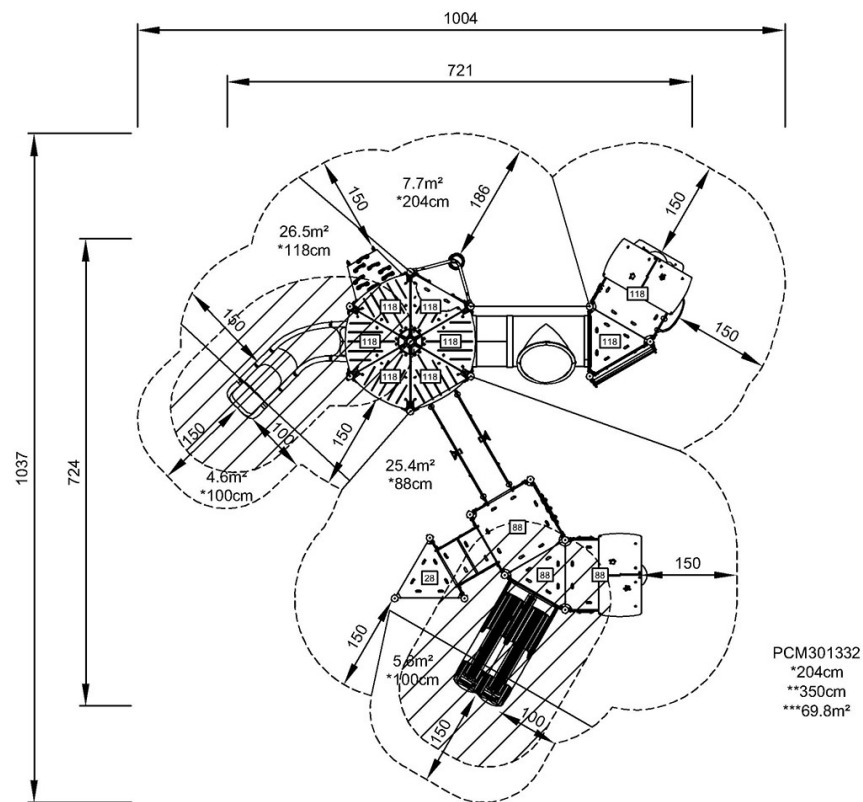 1004
721
1037
724
7.7m²
*204cm
150
186
26.5m²
*118cm
150
118
118
118
118
118
118
118
118
150
150
150
100
150
4.6m²
*100cm
25.4m²
*88cm
88
88
88
28
150
150
5.6m²
*100cm
100
150
PCM301332
*204cm
**350cm
***69.8m²